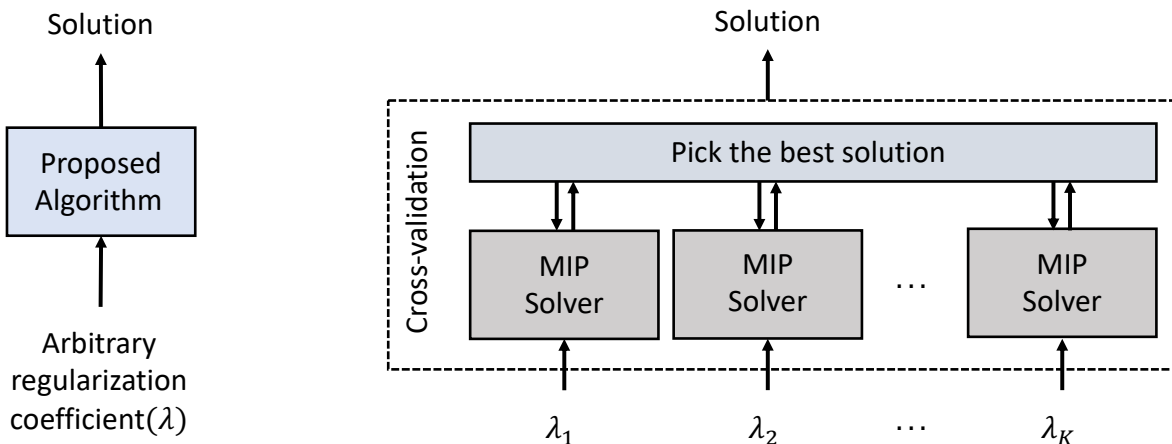 Solution
Proposed
Algorithm
Arbitrary
regularization
coefficient(λ)
Solution
Cross-validation
Pick the best solution
MIP
Solver
MIP
Solver
...
MIP
Solver
λ₁
λ₂
...
λ_K